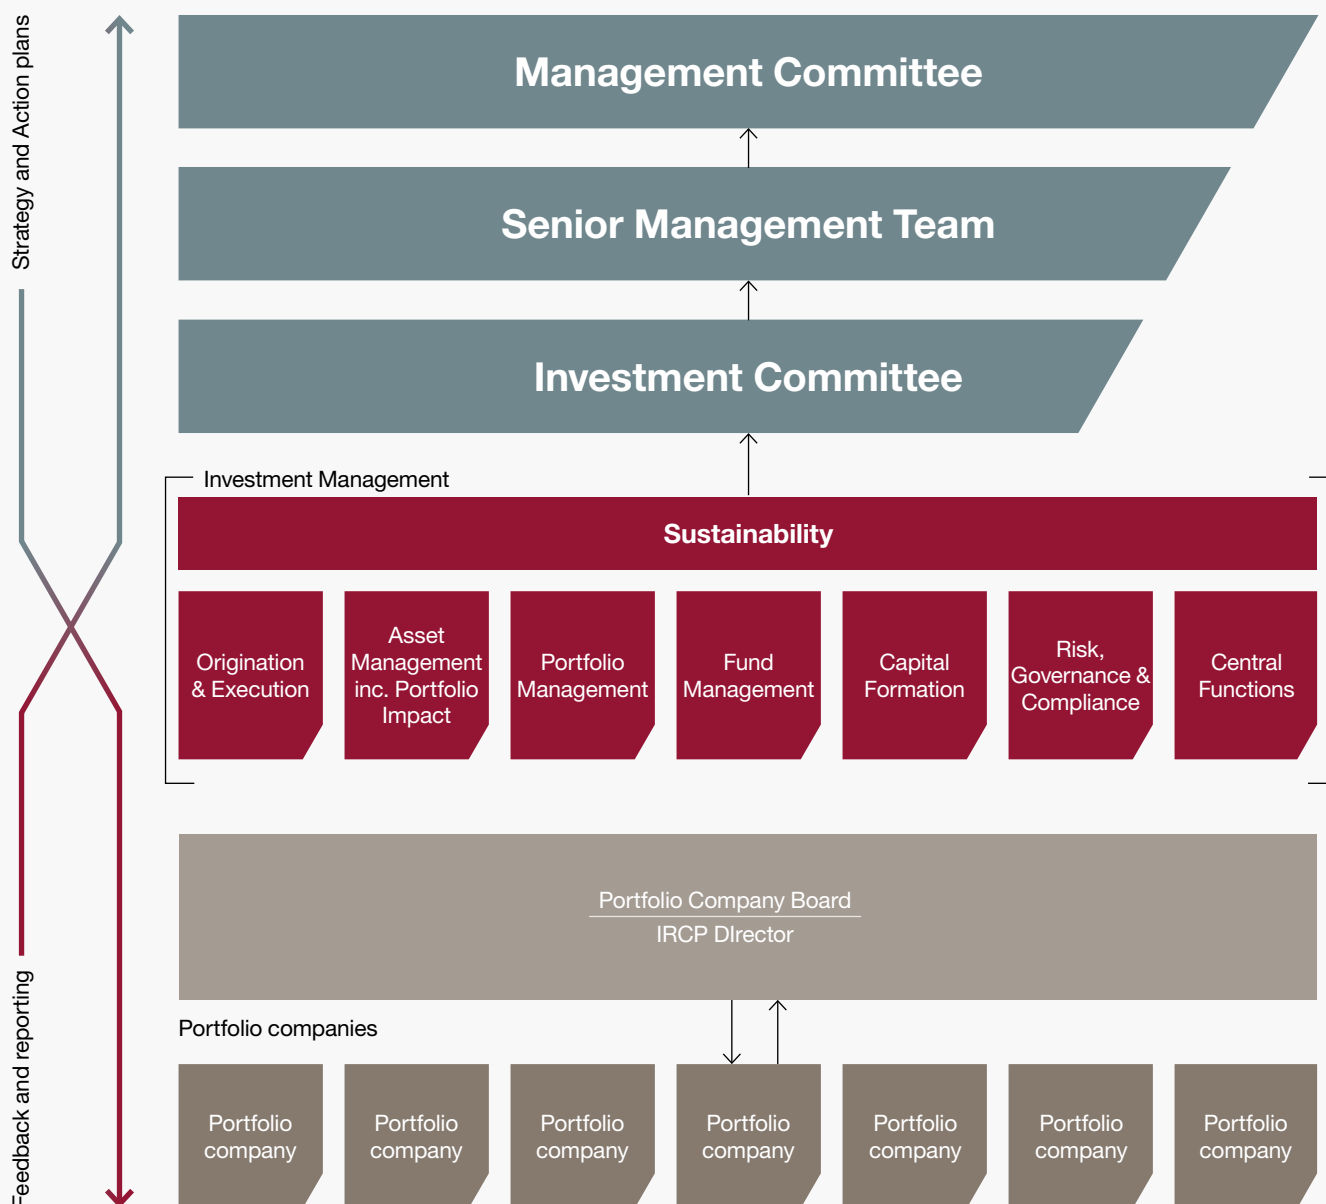 Strategy and Action plans
Management Committee
Senior Management Team
Investment Committee
Investment Management
Sustainability
Origination
& Execution
Asset
Management
inc. Portfolio
Impact
Portfolio
Management
Fund
Management
Capital
Formation
Risk,
Governance &
Compliance
Central
Functions
Portfolio Company Board
IRCP DIrector
Feedback and reporting
Portfolio companies
Portfolio
company
Portfolio
company
Portfolio
company
Portfolio
company
Portfolio
company
Portfolio
company
Portfolio
company